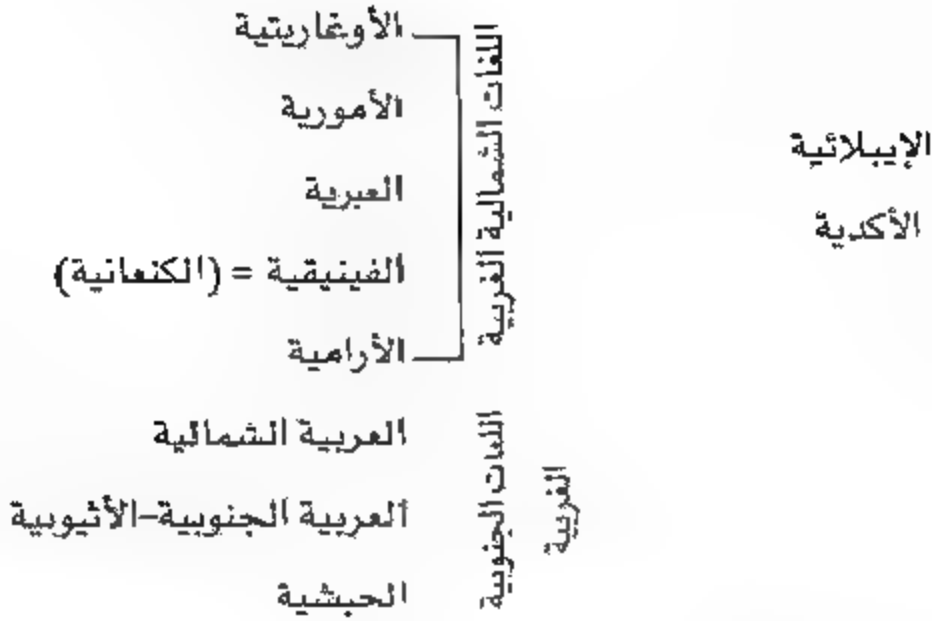 الإيبلائية
الأكدية
اللغات الشمالية الغربية
الأوغاريتية
الأمورية
العبرية
الفينيقية = (الكنعانية)
الأرامية
اللغات الجنوبية
الغربية
العربية الشمالية
العربية الجنوبية-الأثيوبية
الحبشية